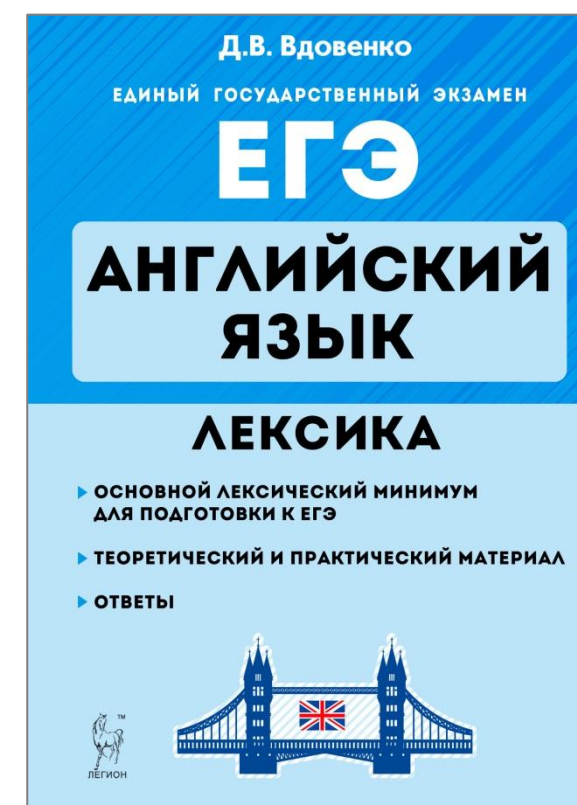 Д.В. Вдовенко
ЕДИНЫЙ ГОСУДАРСТВЕННЫЙ ЭКЗАМЕН
ЕГЭ
АНГЛИЙСКИЙ
ЯЗЫК
ЛЕКСИКА
ОСНОВНОЙ ЛЕКСИЧЕСКИЙ МИНИМУМ
ДЛЯ ПОДГОТОВКИ К ЕГЭ
ТЕОРЕТИЧЕСКИЙ И ПРАКТИЧЕСКИЙ МАТЕРИАЛ
ОТВЕТЫ
TM
ЛЕГИОН